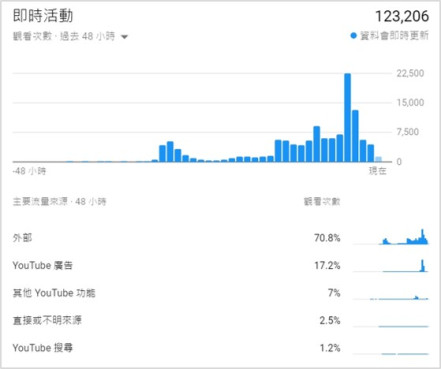 即時活動
123,206
觀看次數 · 過去 48 小時
資料會即時更新
22,500
15,000
7,500
0
-48 小時
現在
主要流量來源 · 48 小時
觀看次數
外部
70.8%
YouTube 廣告
17.2%
其他 YouTube 功能
7%
直接或不明來源
2.5%
YouTube 搜尋
1.2%